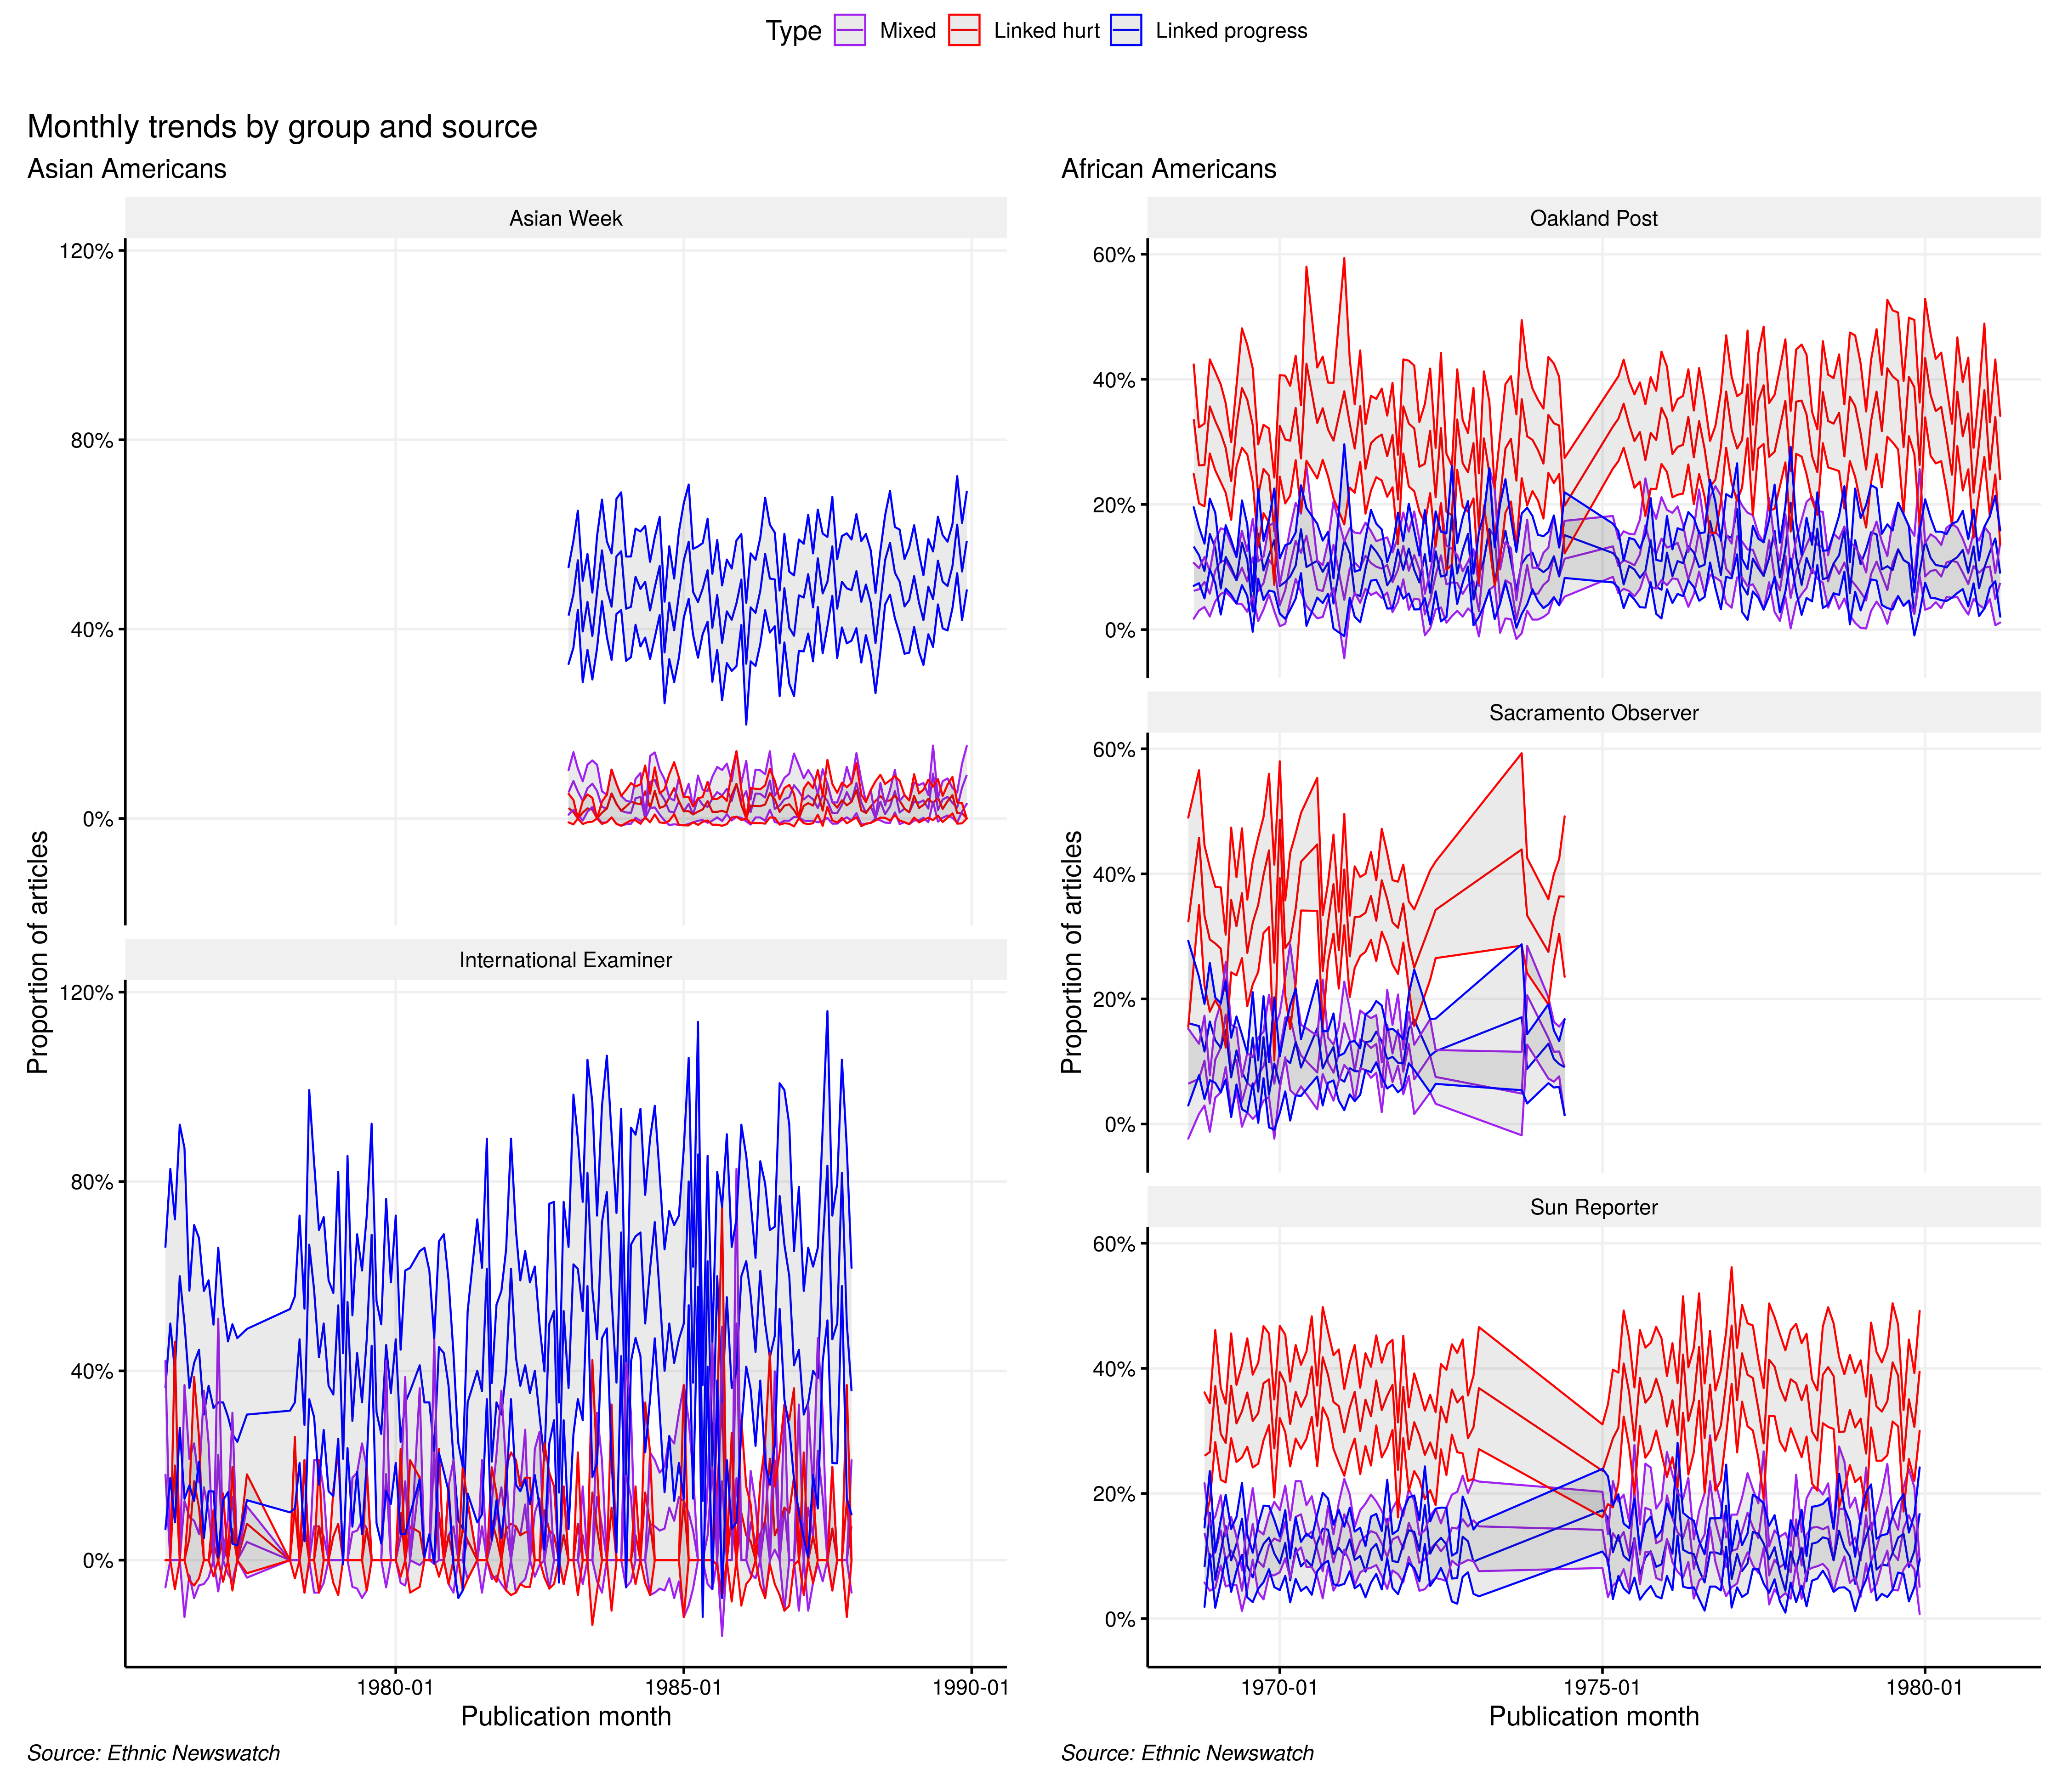 Type Mixed Linked hurt Linked progress
Monthly trends by group and source
Asian Americans
Asian Week
120%
80%
40%
0%
International Examiner
120%
80%
40%
0%
Proportion of articles
1980-01 1985-01 1990-01
Publication month
Source: Ethnic Newswatch
African Americans
Oakland Post
60%
40%
20%
0%
Sacramento Observer
60%
40%
20%
0%
Sun Reporter
60%
40%
20%
0%
Proportion of articles
1970-01 1975-01 1980-01
Publication month
Source: Ethnic Newswatch